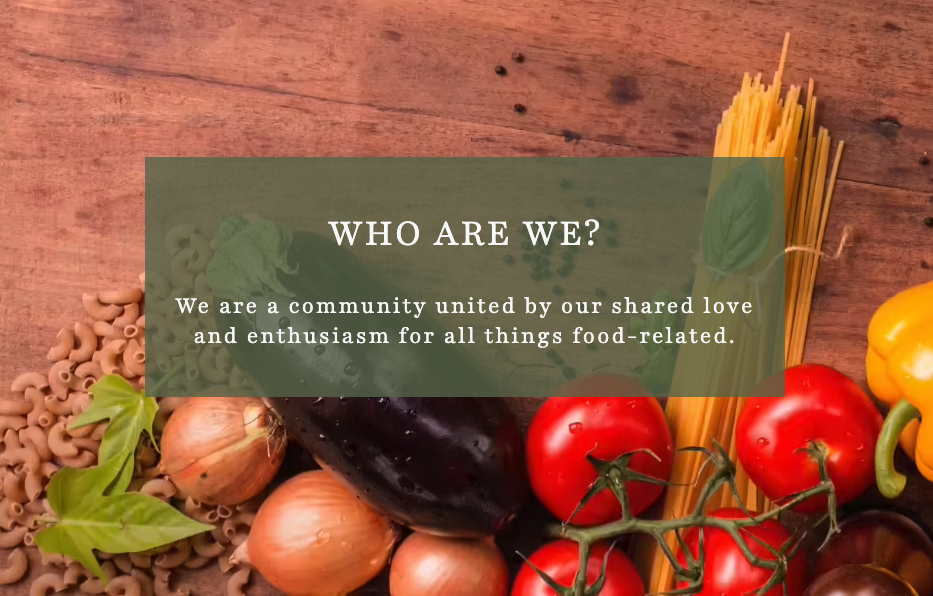 WHO ARE WE?
We are a community united by our shared love
and enthusiasm for all things food-related.